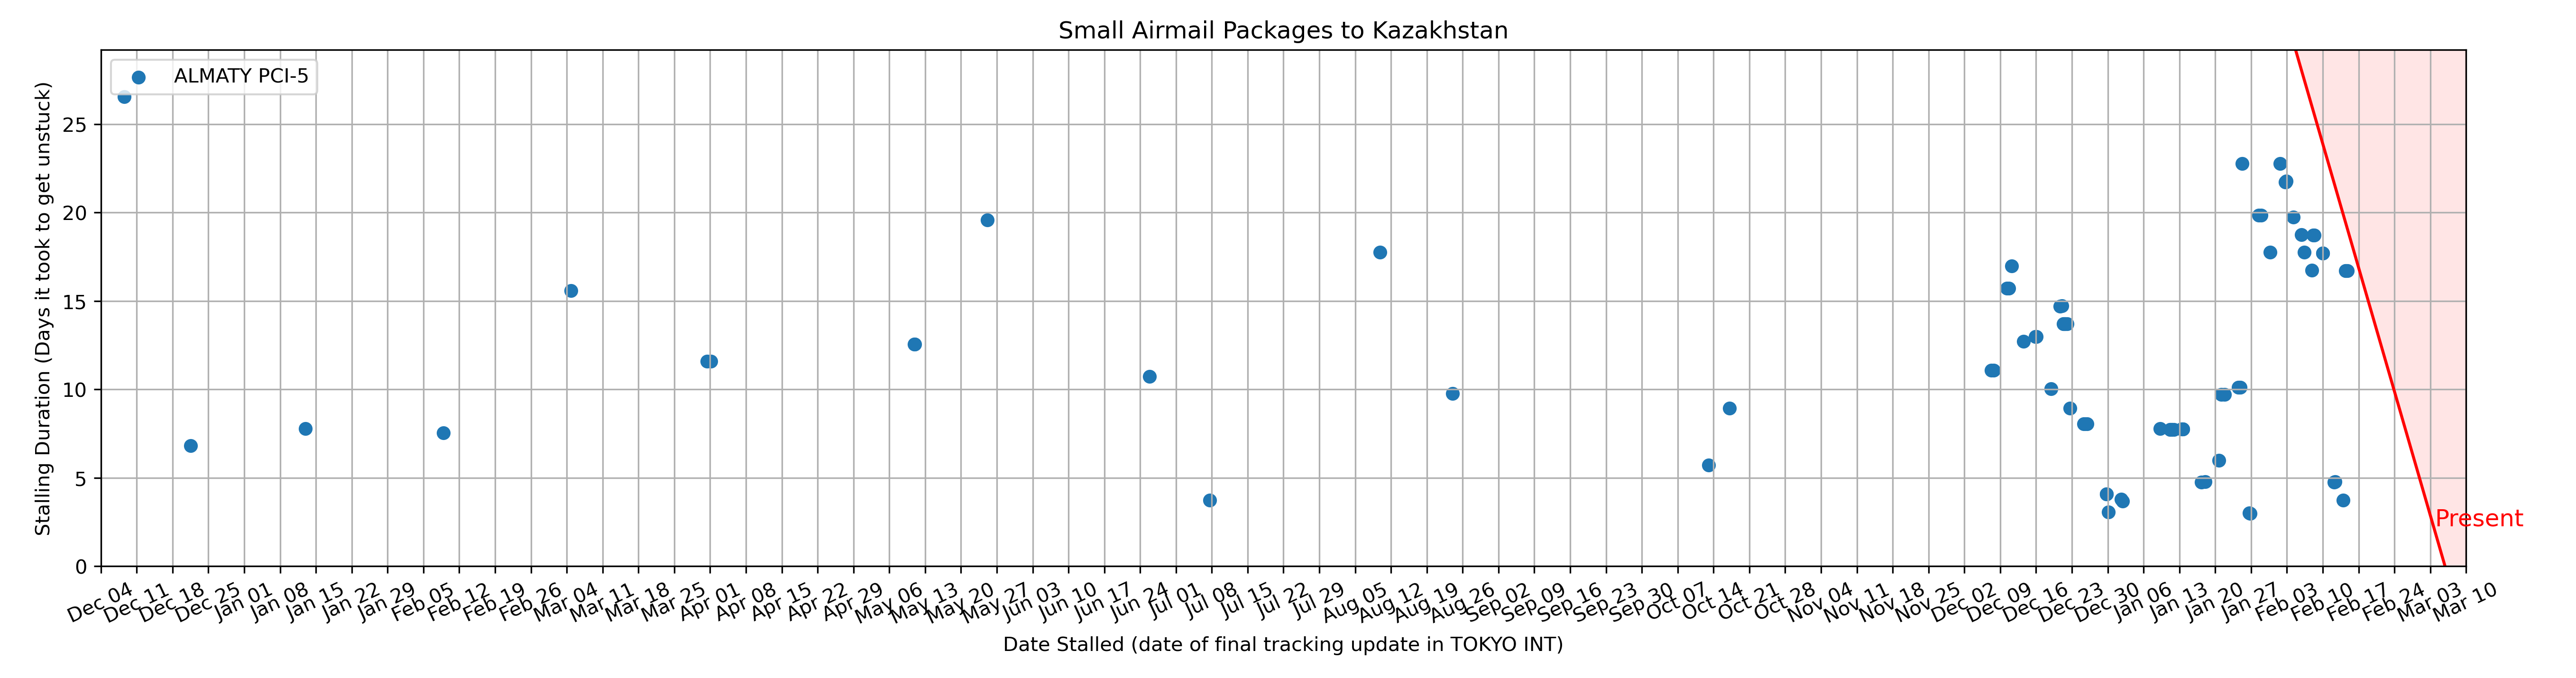 Small Airmail Packages to Kazakhstan
ALMATY PCI-5
Stalling Duration (Days it took to get unstuck)
25
20
15
10
5
0
Present
Dec 04
Dec 11
Dec 18
Dec 25
Jan 01
Jan 08
Jan 15
Jan 22
Jan 29
Feb 05
Feb 12
Feb 19
Feb 26
Mar 04
Mar 11
Mar 18
Mar 25
Apr 01
Apr 08
Apr 15
Apr 22
Apr 29
May 06
May 13
May 20
May 27
Jun 03
Jun 10
Jun 17
Jun 24
Jul 01
Jul 08
Jul 15
Jul 22
Jul 29
Aug 05
Aug 12
Aug 19
Aug 26
Sep 02
Sep 09
Sep 16
Sep 23
Sep 30
Oct 07
Oct 14
Oct 21
Oct 28
Nov 04
Nov 11
Nov 18
Nov 25
Dec 02
Dec 09
Dec 16
Dec 23
Dec 30
Jan 06
Jan 13
Jan 20
Jan 27
Feb 03
Feb 10
Feb 17
Feb 24
Mar 03
Mar 10
Date Stalled (date of final tracking update in TOKYO INT)